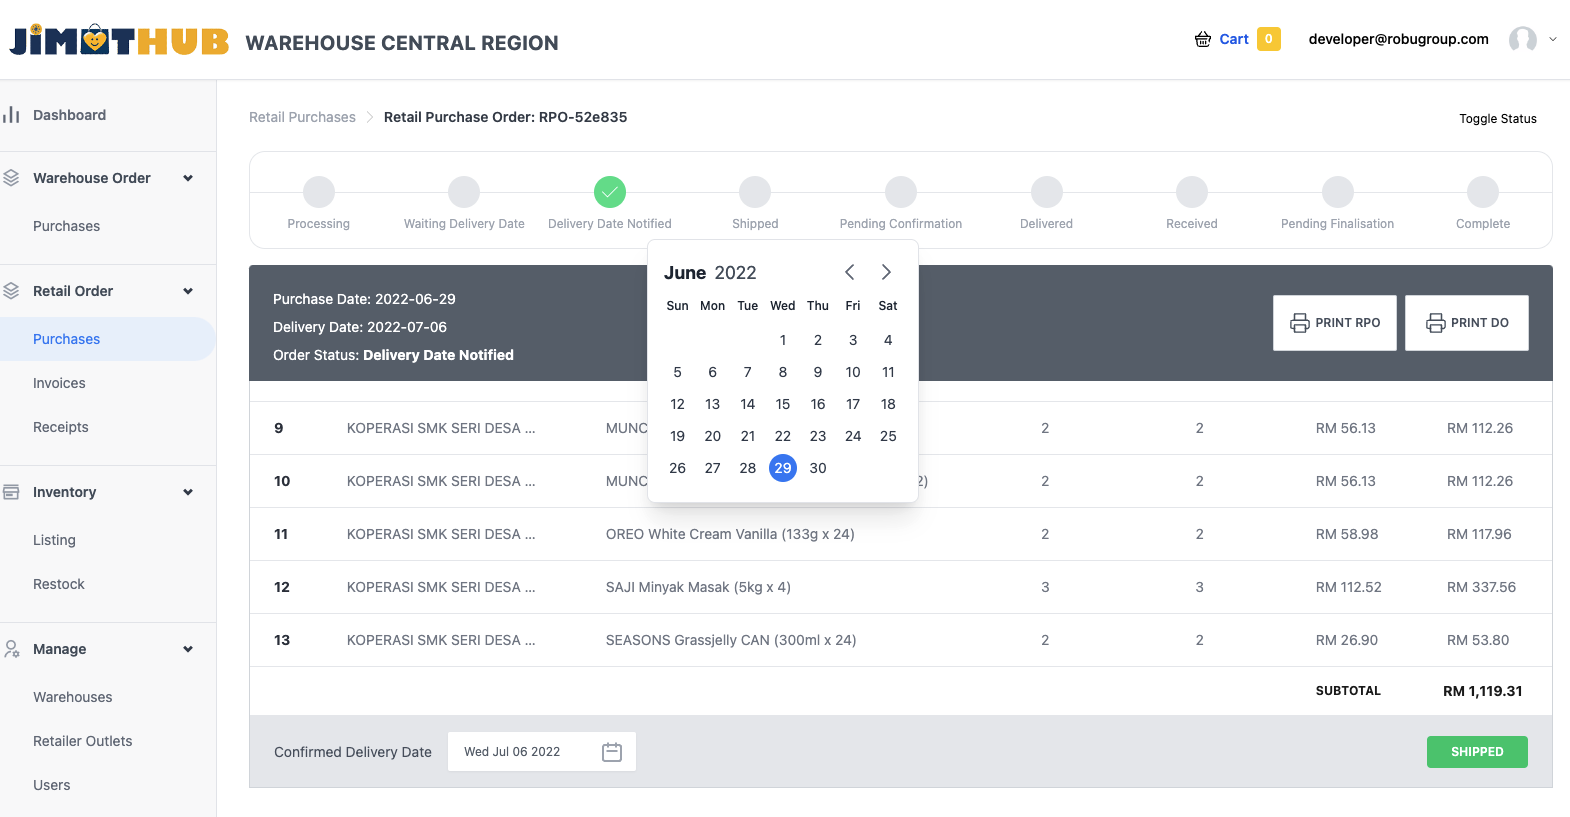 JIMATHUB WAREHOUSE CENTRAL REGION
Cart 0 developer@robugroup.com
Dashboard
Warehouse Order
Purchases
Retail Order
Purchases
Invoices
Receipts
Inventory
Listing
Restock
Manage
Warehouses
Retailer Outlets
Users
Retail Purchases Retail Purchase Order: RPO-52e835
Toggle Status
Processing Waiting Delivery Date Delivery Date Notified Shipped Pending Confirmation Delivered Received Pending Finalisation Complete
Purchase Date: 2022-06-29
Delivery Date: 2022-07-06
Order Status: Delivery Date Notified
PRINT RPO PRINT DO
June 2022
Sun Mon Tue Wed Thu Fri Sat
1 2 3 4
5 6 7 8 9 10 11
12 13 14 15 16 17 18
19 20 21 22 23 24 25
26 27 28 29 30
9 KOPERASI SMK SERI DESA ... MUNC 2 2 RM 56.13 RM 112.26
10 KOPERASI SMK SERI DESA ... MUNC 2) 2 2 RM 56.13 RM 112.26
11 KOPERASI SMK SERI DESA ... OREO White Cream Vanilla (133g x 24) 2 2 RM 58.98 RM 117.96
12 KOPERASI SMK SERI DESA ... SAJI Minyak Masak (5kg x 4) 3 3 RM 112.52 RM 337.56
13 KOPERASI SMK SERI DESA ... SEASONS Grassjelly CAN (300ml x 24) 2 2 RM 26.90 RM 53.80
SUBTOTAL RM 1,119.31
Confirmed Delivery Date Wed Jul 06 2022 SHIPPED